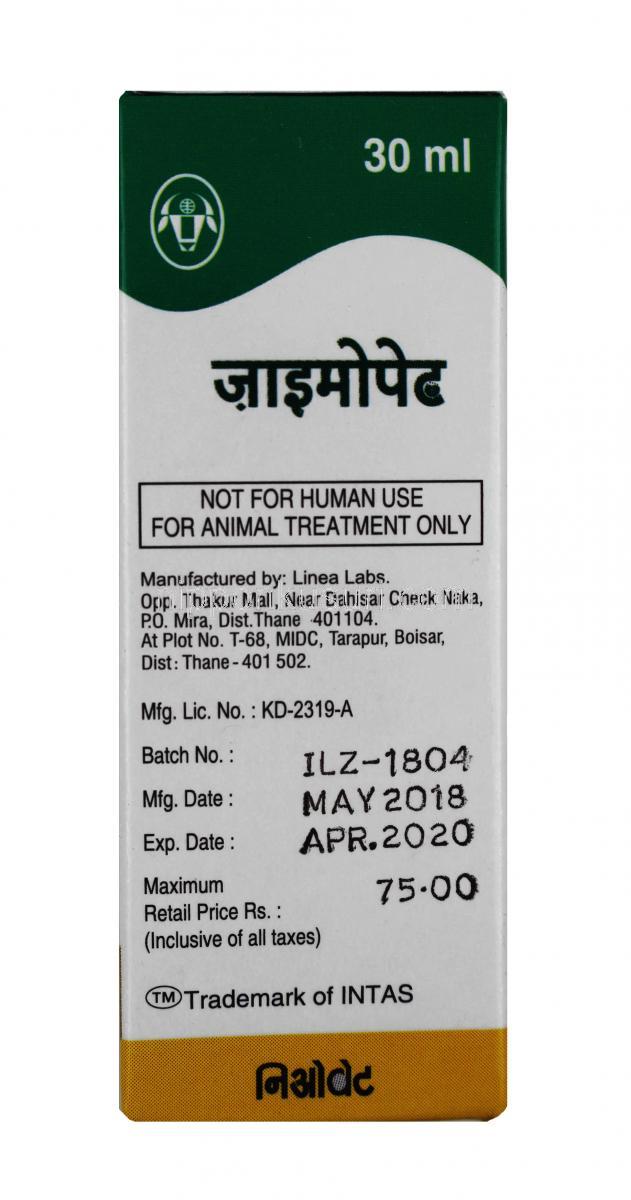 30 ml
ज़ाइमोपेट
NOT FOR HUMAN USE
FOR ANIMAL TREATMENT ONLY
Manufactured by: Linea Labs.
Opp. Thakur Mall, Near Dahisar Check Naka,
P.O. Mira, Dist.Thane 401104.
At Plot No. T-68, MIDC, Tarapur, Boisar,
Dist: Thane - 401 502.
Mfg. Lic. No. : KD-2319-A
Batch No. : ILZ-1804
Mfg. Date : MAY 2018
Exp. Date : APR. 2020
Maximum 75.00
Retail Price Rs. :
(Inclusive of all taxes)
TM Trademark of INTAS
निओवेट